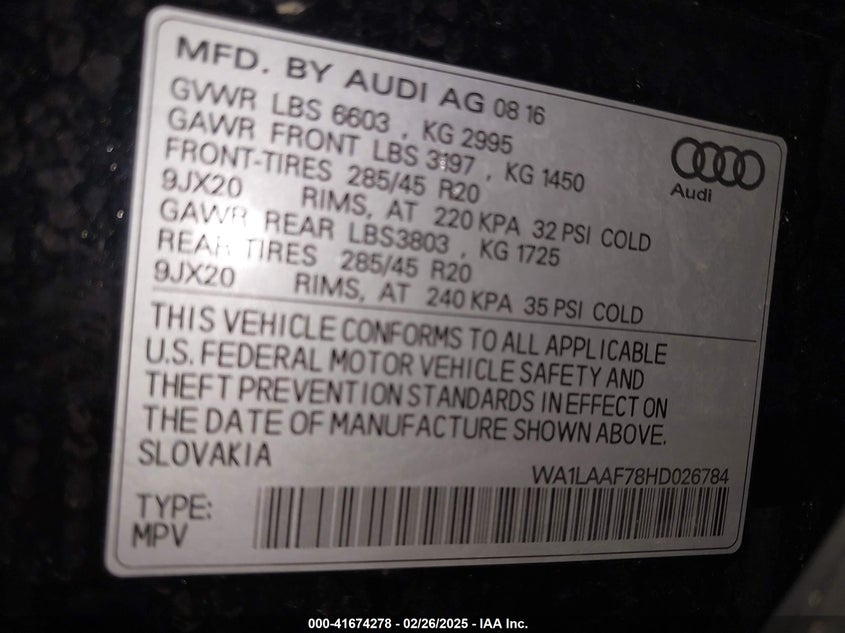 MFD. BY AUDI AG 08 16
GVWR LBS 6603 , KG 2995
GAWR FRONT LBS 3197 , KG 1450
FRONT-TIRES 285/45 R20
9JX20 RIMS, AT 220 KPA 32 PSI COLD
GAWR REAR LBS3803 , KG 1725
REAR TIRES 285/45 R20
9JX20 RIMS, AT 240 KPA 35 PSI COLD
Audi
THIS VEHICLE CONFORMS TO ALL APPLICABLE
U.S. FEDERAL MOTOR VEHICLE SAFETY AND
THEFT PREVENTION STANDARDS IN EFFECT ON
THE DATE OF MANUFACTURE SHOWN ABOVE.
SLOVAKIA
WA1LAAF78HD026784
TYPE:
MPV
000-41674278 - 02/26/2025 - IAA Inc.